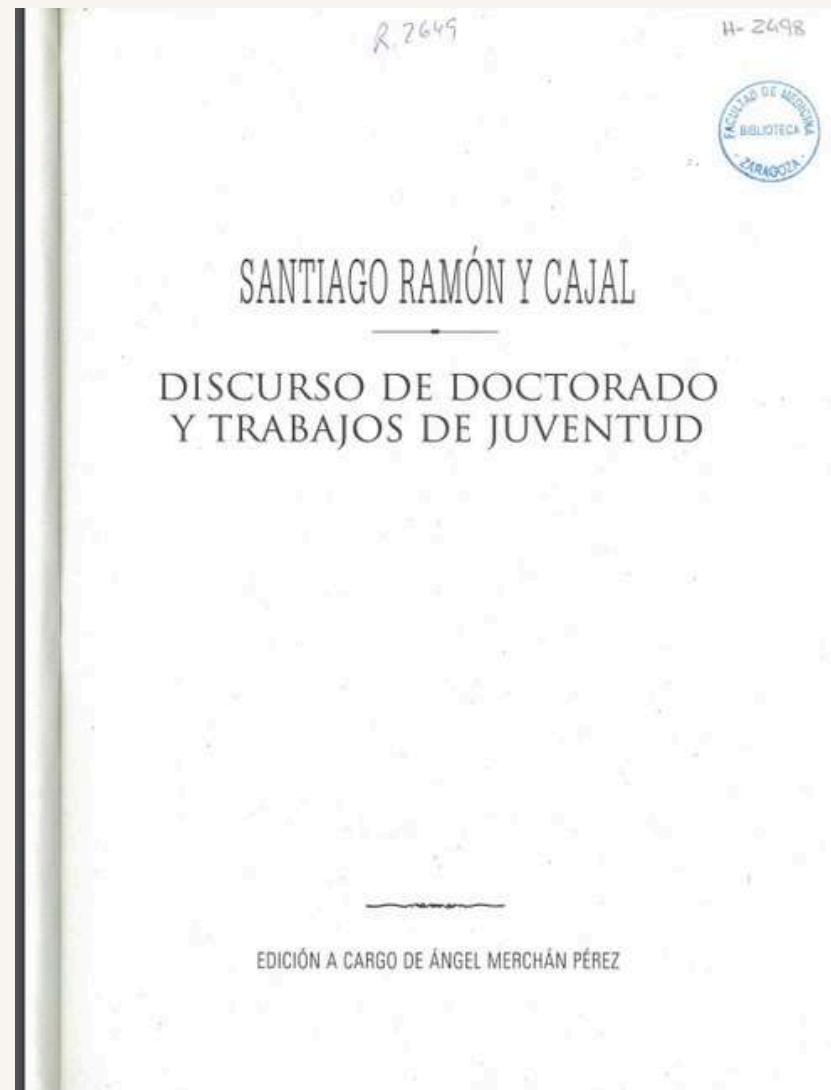 R. 2649
H- 2498
FACULTAD DE MEDICINA
BIBLIOTECA
ZARAGOZA
SANTIAGO RAMÓN Y CAJAL
DISCURSO DE DOCTORADO
Y TRABAJOS DE JUVENTUD
EDICIÓN A CARGO DE ÁNGEL MERCHÁN PÉREZ